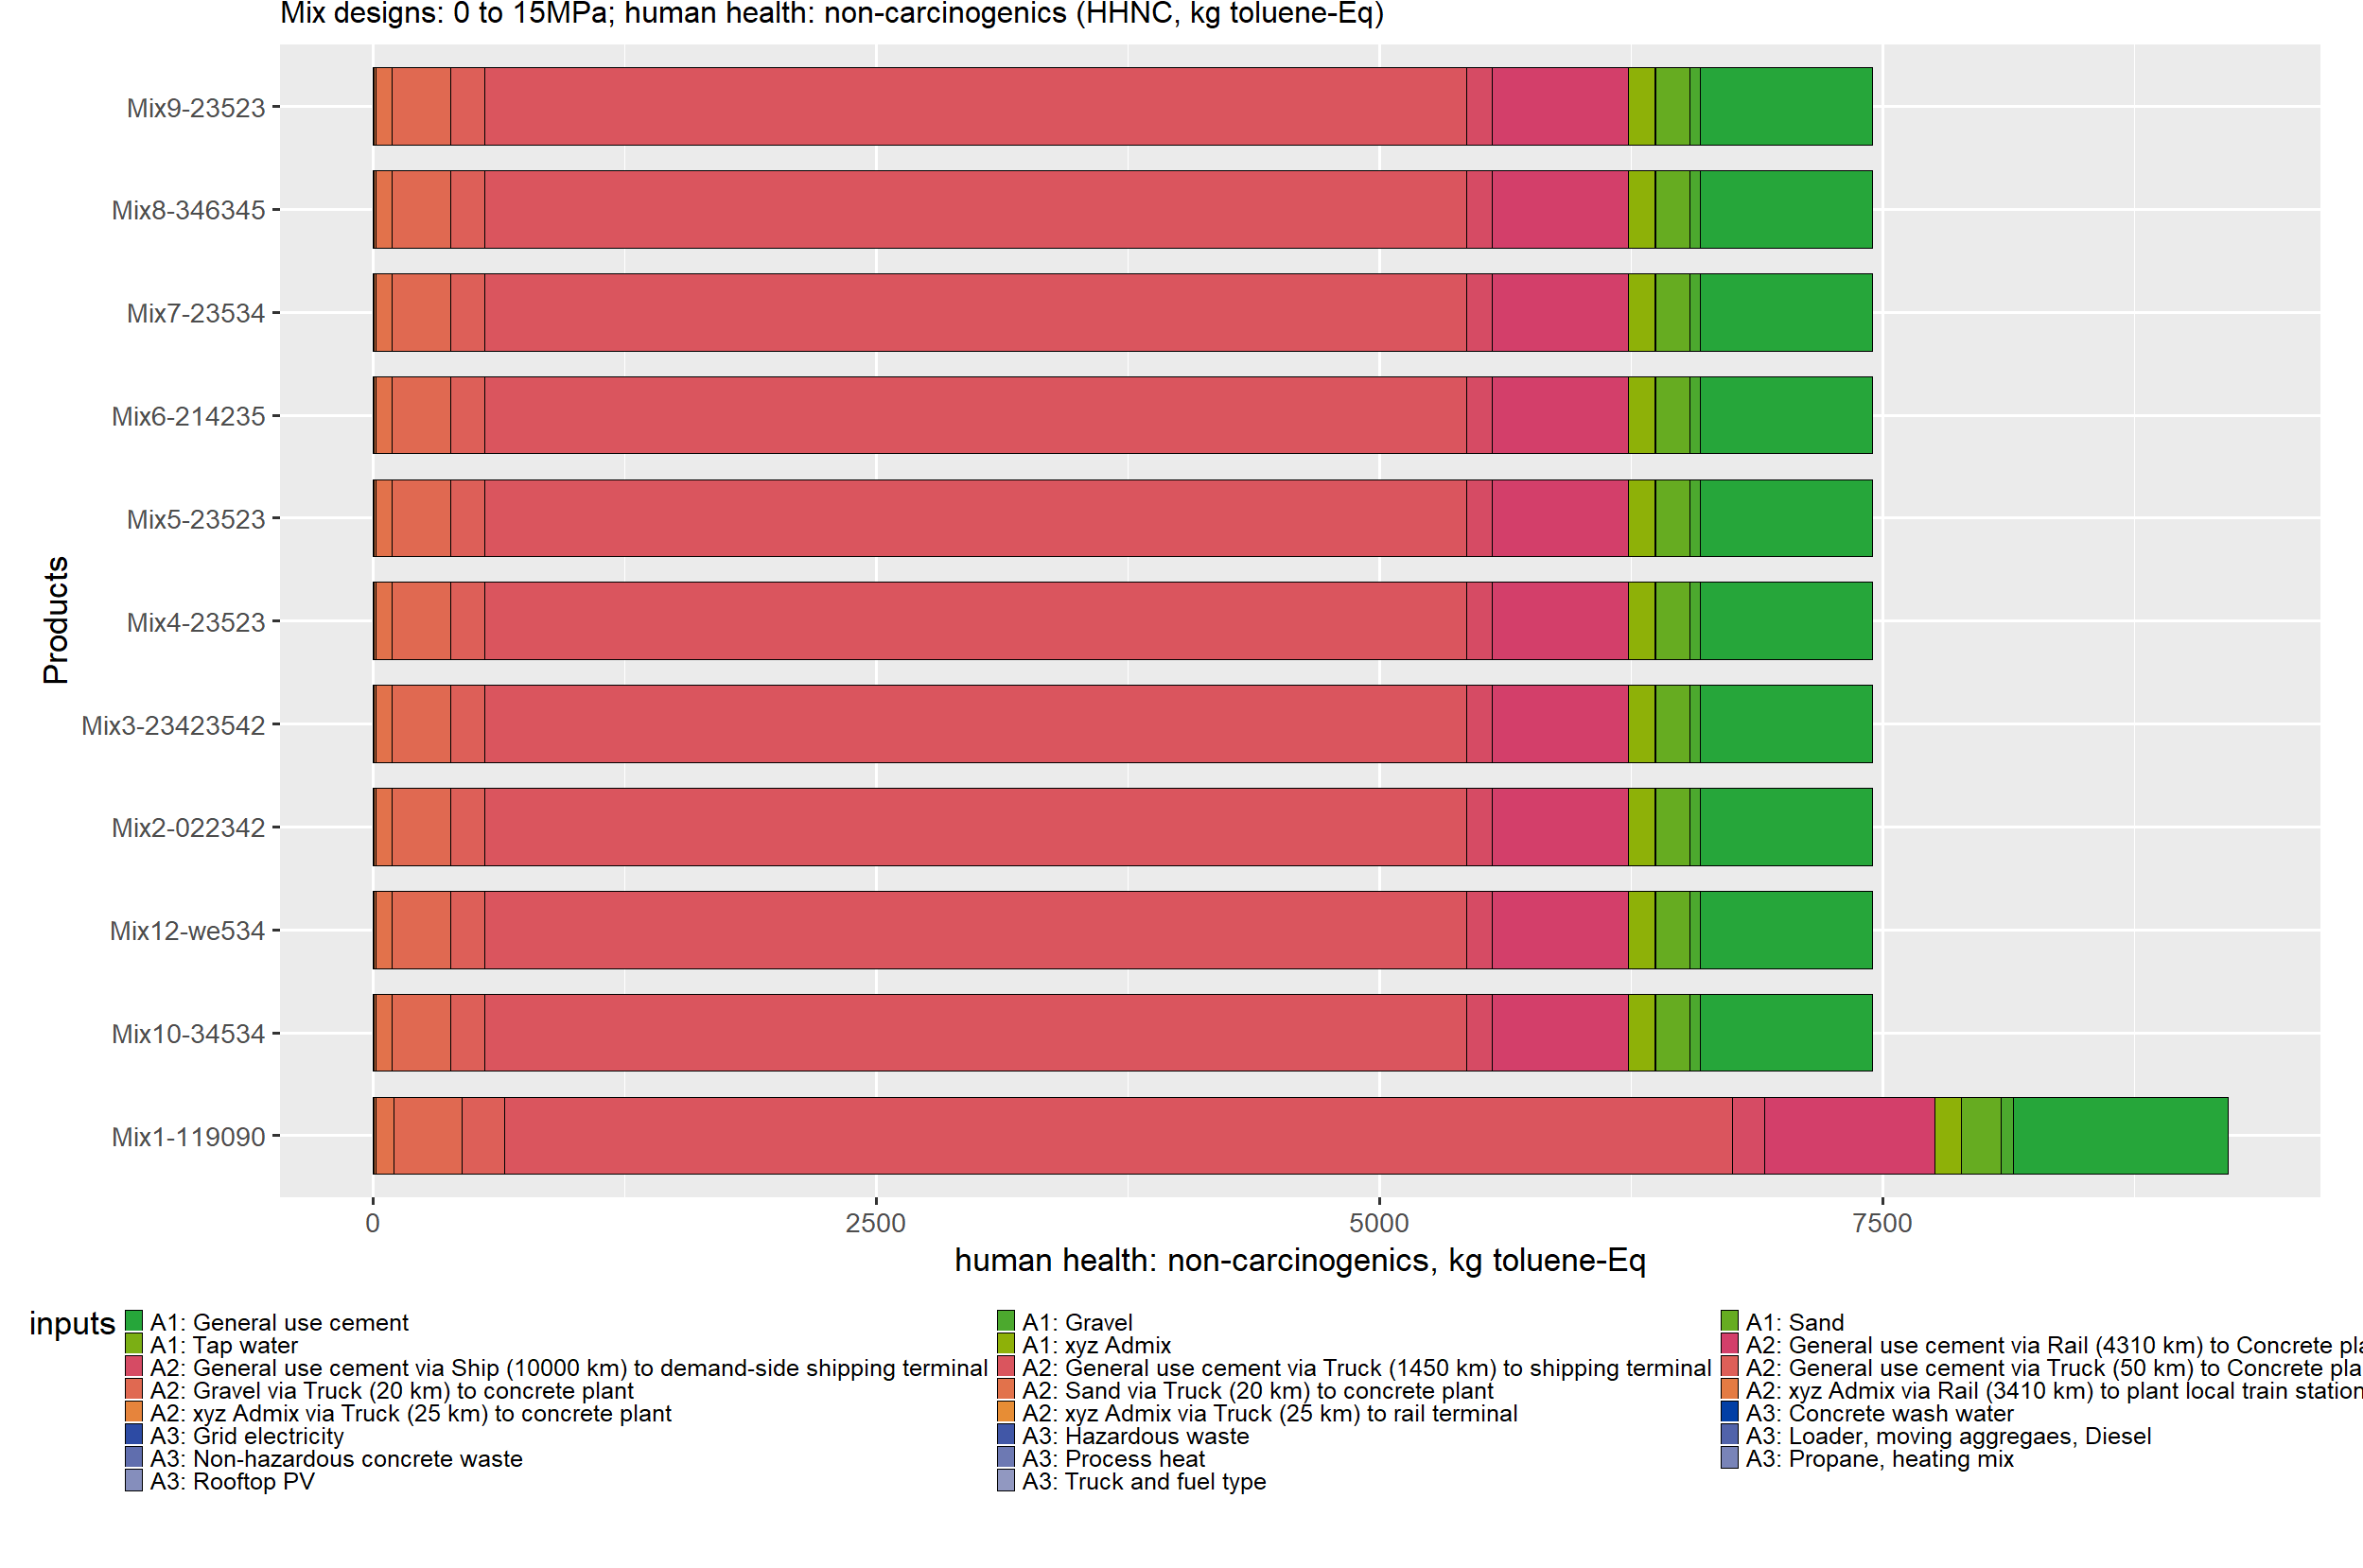 Mix designs: 0 to 15MPa; human health: non-carcinogenics (HHNC, kg toluene-Eq)
Products
Mix9-23523
Mix8-346345
Mix7-23534
Mix6-214235
Mix5-23523
Mix4-23523
Mix3-23423542
Mix2-022342
Mix12-we534
Mix10-34534
Mix1-119090
0 2500 5000 7500
human health: non-carcinogenics, kg toluene-Eq
inputs
A1: General use cement A1: Gravel A1: Sand
A1: Tap water A1: xyz Admix A2: General use cement via Rail (4310 km) to Concrete pla
A2: General use cement via Ship (10000 km) to demand-side shipping terminal A2: General use cement via Truck (1450 km) to shipping terminal A2: General use cement via Truck (50 km) to Concrete pla
A2: Gravel via Truck (20 km) to concrete plant A2: Sand via Truck (20 km) to concrete plant A2: xyz Admix via Rail (3410 km) to plant local train station
A2: xyz Admix via Truck (25 km) to concrete plant A2: xyz Admix via Truck (25 km) to rail terminal A3: Concrete wash water
A3: Grid electricity A3: Hazardous waste A3: Loader, moving aggregaes, Diesel
A3: Non-hazardous concrete waste A3: Process heat A3: Propane, heating mix
A3: Rooftop PV A3: Truck and fuel type